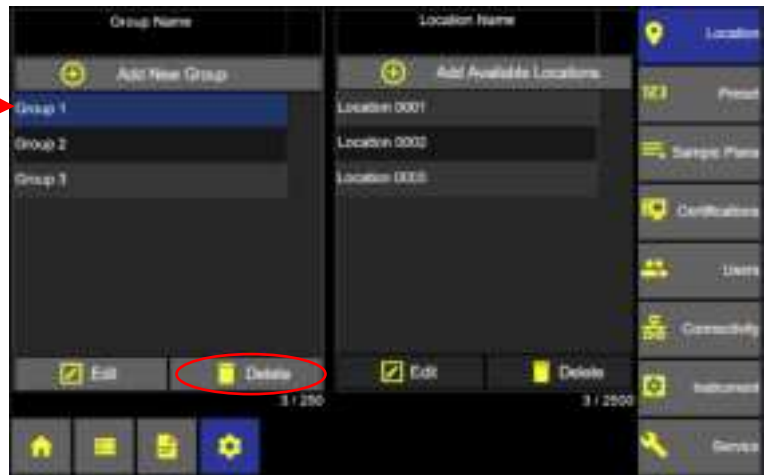 Group Name
Location Name
Add New Group
Add Available Locations
Group 1
Group 2
Group 3
Location 0001
Location 0002
Location 0003
Edit
Delete
Edit
Delete
3 / 250
3 / 2500
Location
123
Preset
Sample Plans
Certifications
Users
Connectivity
Instrument
Service